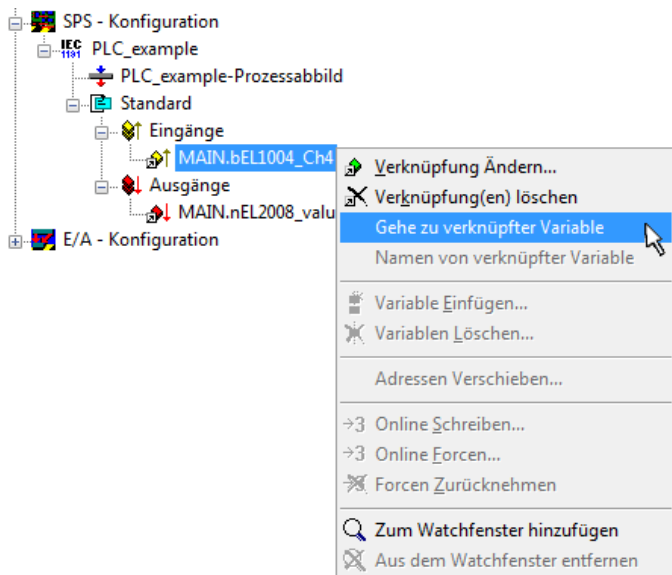 SPS - Konfiguration
IEC 1131 PLC_example
PLC_example-Prozessabbild
Standard
Eingänge
MAIN.bEL1004_Ch4
Ausgänge
MAIN.nEL2008_valu
E/A - Konfiguration
Verknüpfung Ändern...
Verknüpfung(en) löschen
Gehe zu verknüpfter Variable
Namen von verknüpfter Variable
Variable Einfügen...
Variablen Löschen...
Adressen Verschieben...
→3 Online Schreiben...
→3 Online Forcen...
Forcen Zurücknehmen
Zum Watchfenster hinzufügen
Aus dem Watchfenster entfernen